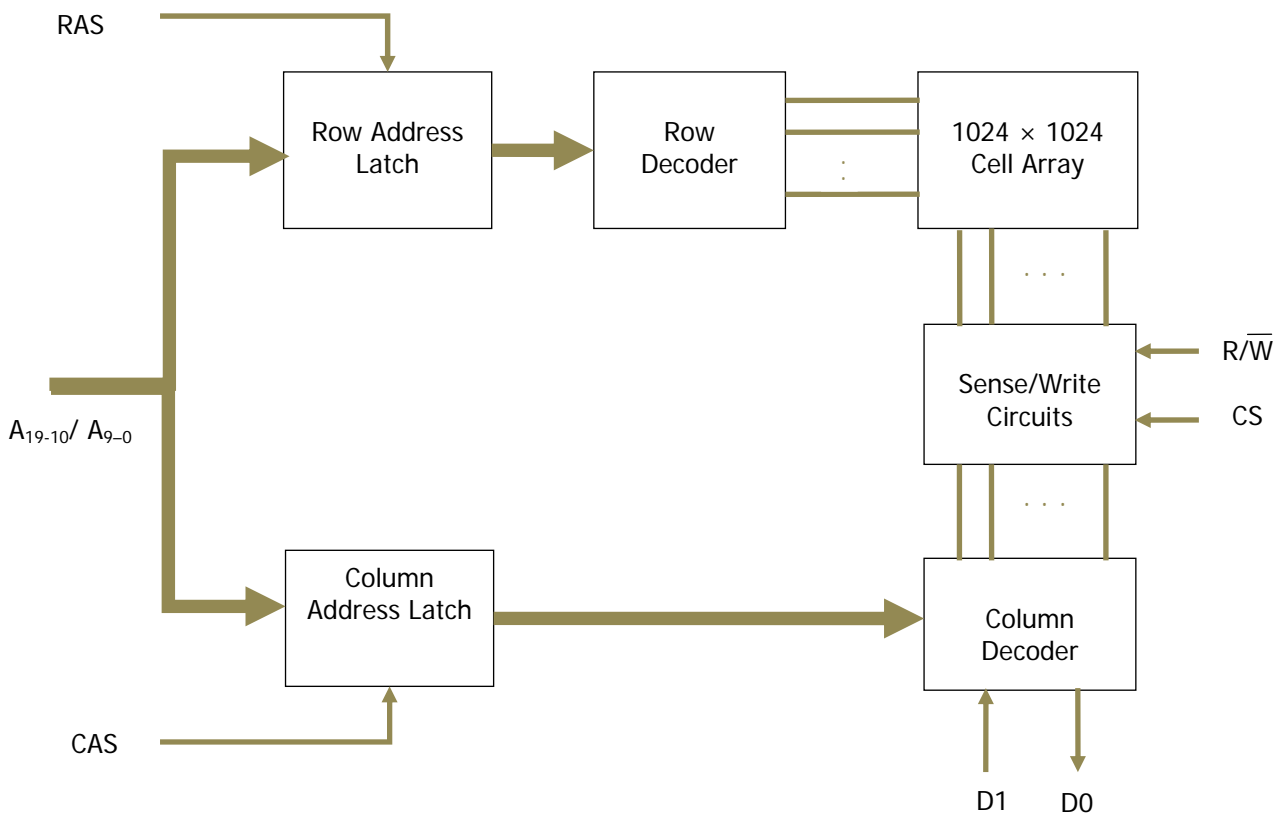 RAS
Row Address
Latch
Row
Decoder
1024 × 1024
Cell Array
. . .
R/W̅
Sense/Write
Circuits
CS
A₁₉₋₁₀/ A₉₋₀
. . .
Column
Address Latch
Column
Decoder
CAS
D1
D0